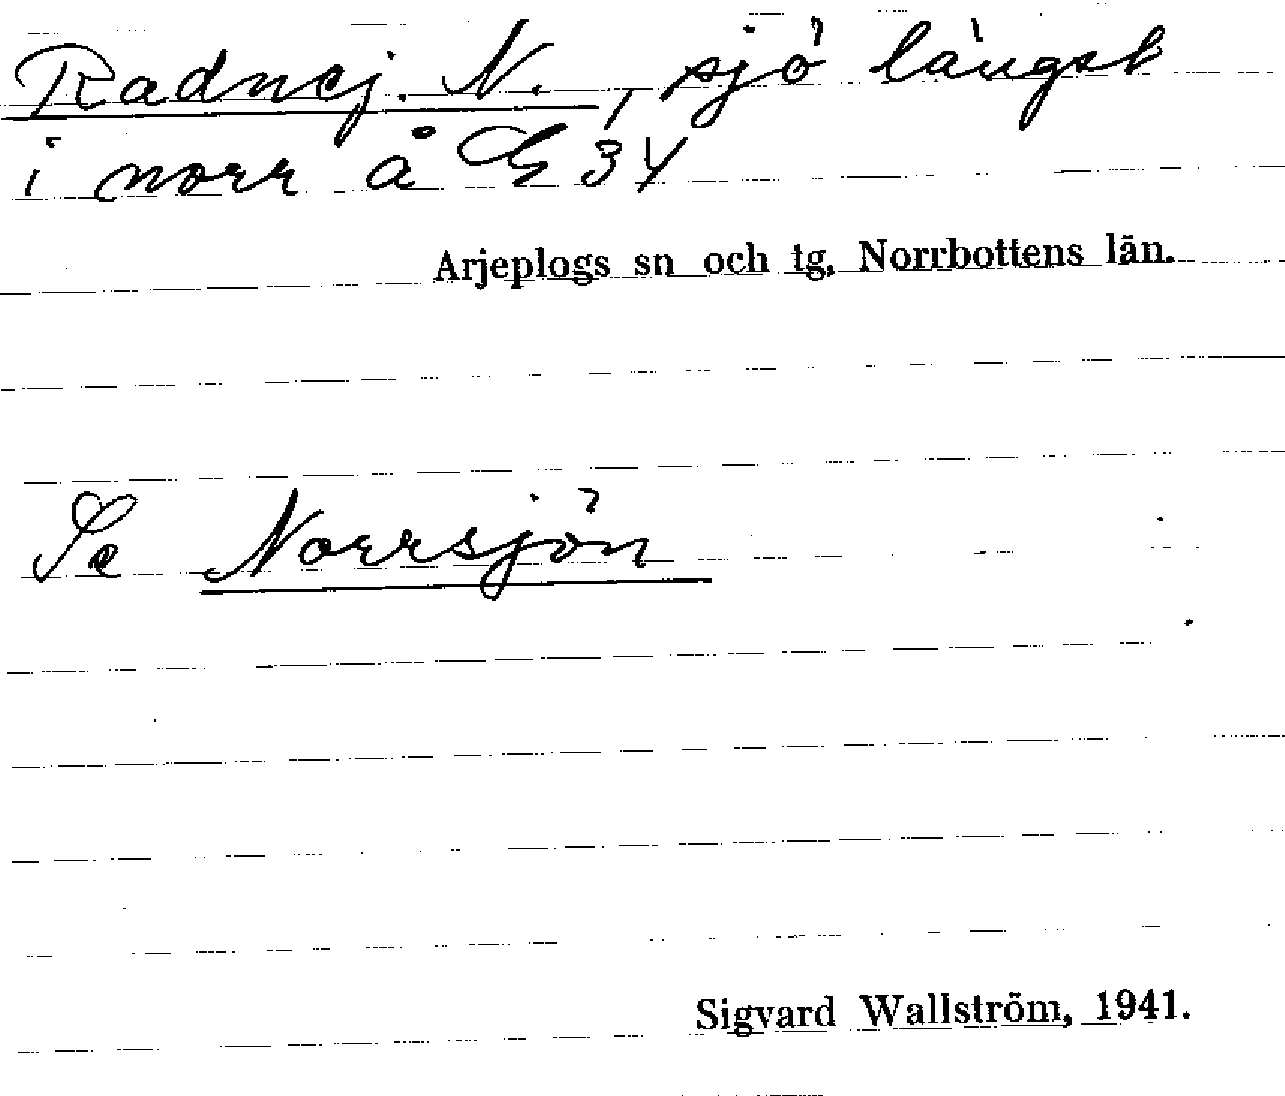 Radnej. N., sjö längst
i norr å G 34
Arjeplogs sn och tg, Norrbottens län.
Se Norrsjön
Sigvard Wallström, 1941.